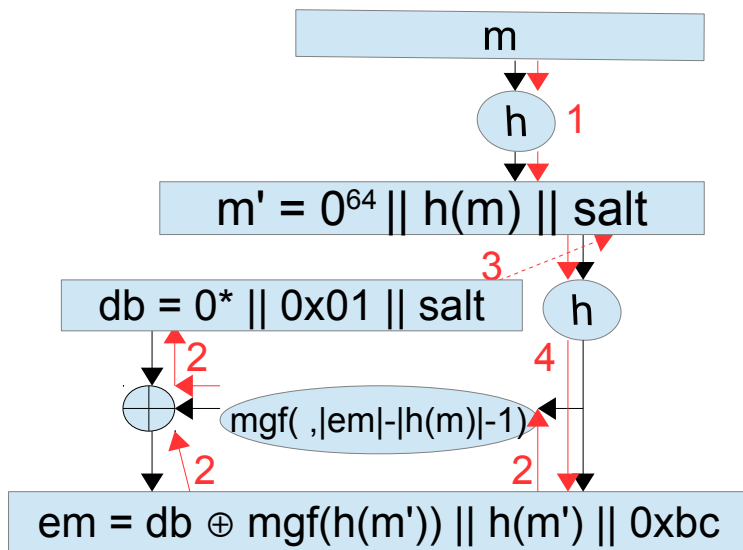 m
h
1
m' = 0⁶⁴ || h(m) || salt
3
db = 0* || 0x01 || salt
h
2
4
mgf( ,|em|-|h(m)|-1)
2
2
em = db ⊕ mgf(h(m')) || h(m') || 0xbc